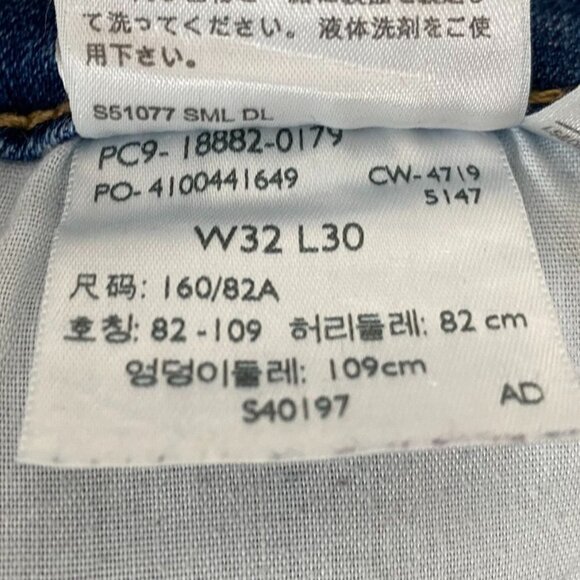 て洗ってください。 液体洗剤をご使
用下さい。
S51077 SML DL
PC9-18882-0179
PO-4100441649 CW-4719
5147
W32 L30
尺码: 160/82A
호칭: 82-109 허리둘레: 82 cm
엉덩이둘레: 109cm
S40197 AD